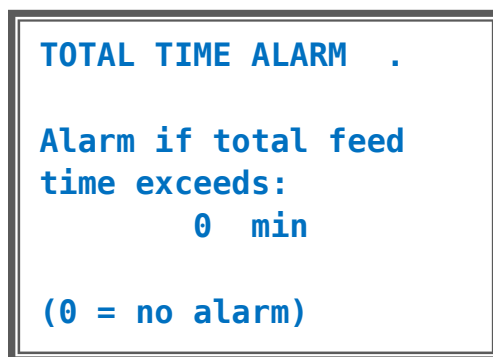 TOTAL TIME ALARM  .
Alarm if total feed
time exceeds:
0  min
(0 = no alarm)